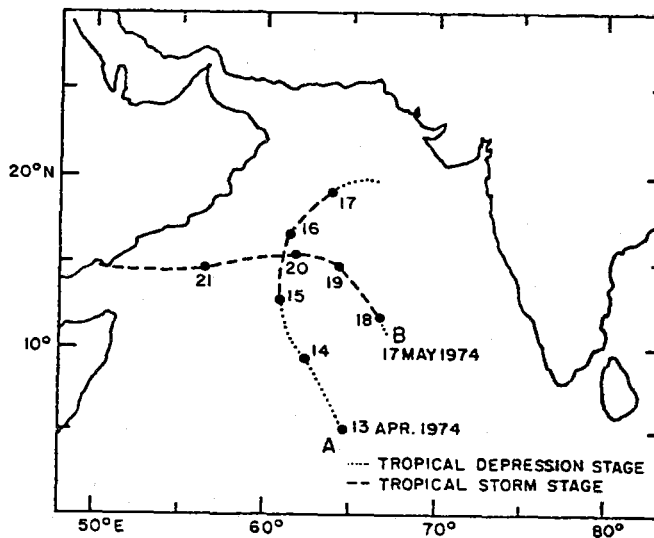 20°N
17
16
20
21
19
15
18
B
17 MAY 1974
10°
14
13 APR. 1974
A
..... TROPICAL DEPRESSION STAGE
--- TROPICAL STORM STAGE
50°E
60°
70°
80°